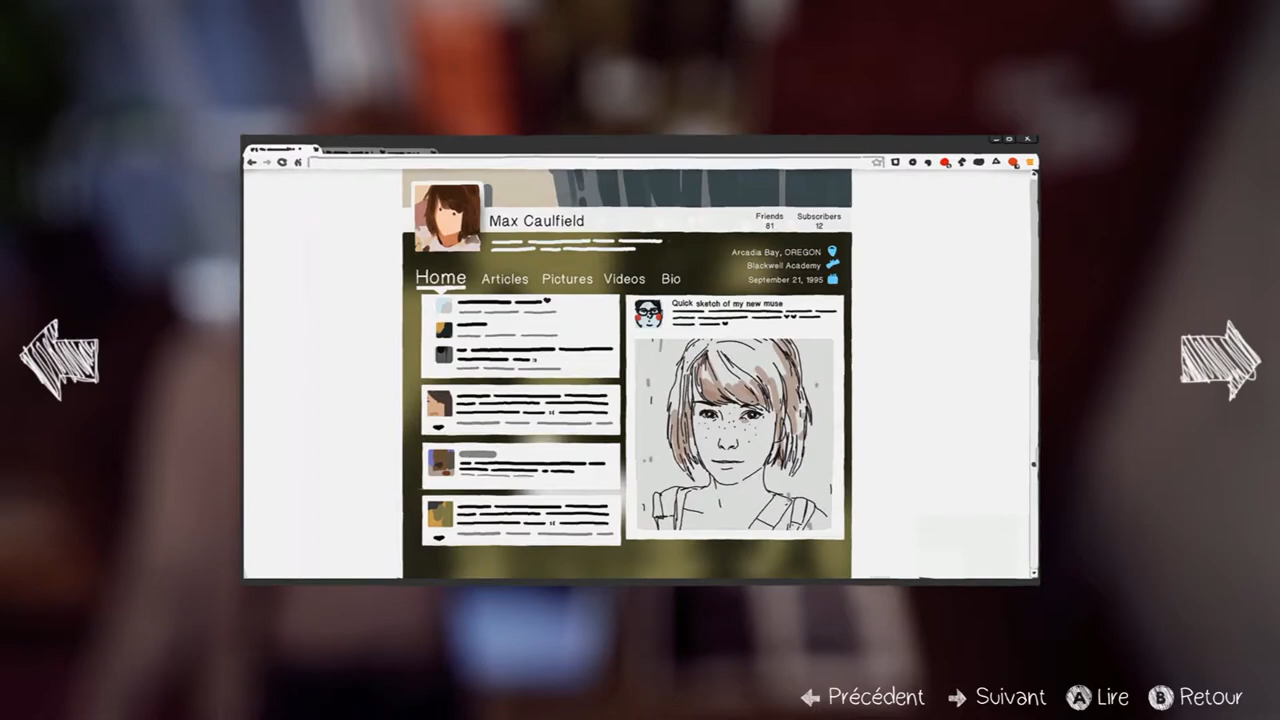 Max Caulfield
Friends
81
Subscribers
12
Arcadia Bay, OREGON
Blackwell Academy
September 21, 1995
Home Articles Pictures Videos Bio
Quick sketch of my new muse
Précédent Suivant A Lire B Retour